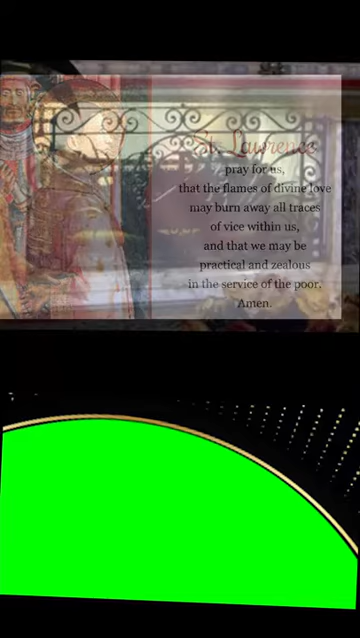 St. Lawrence
pray for us,
that the flames of divine love
may burn away all traces
of vice within us,
and that we may be
practical and zealous
in the service of the poor.
Amen.